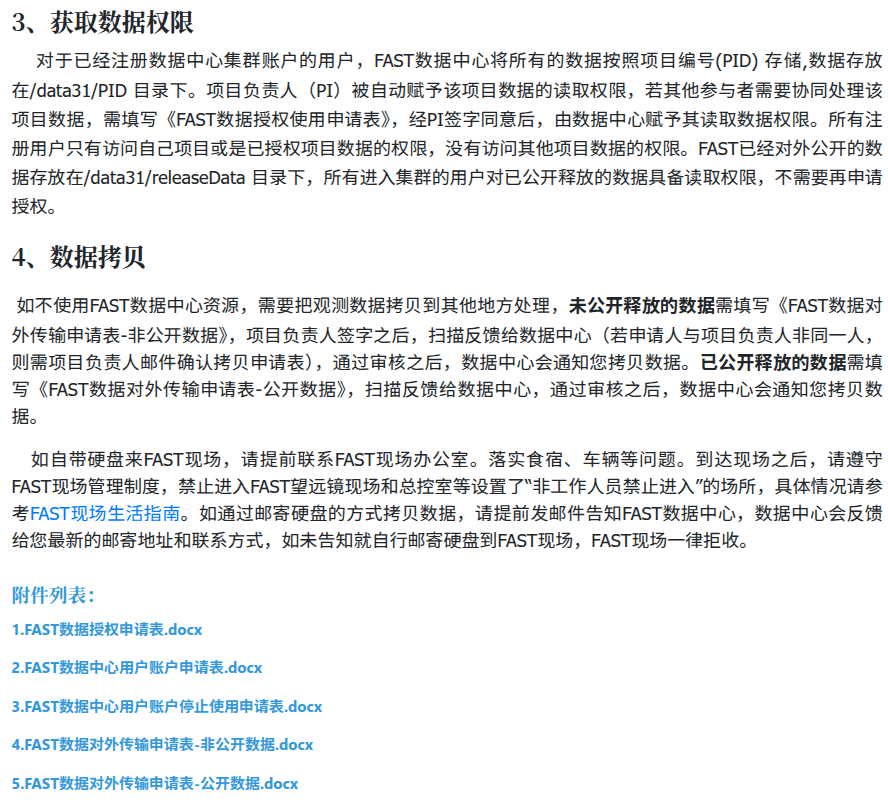 3、获取数据权限
对于已经注册数据中心集群账户的用户，FAST数据中心将所有的数据按照项目编号(PID) 存储,数据存放
在/data31/PID 目录下。项目负责人（PI）被自动赋予该项目数据的读取权限，若其他参与者需要协同处理该
项目数据，需填写《FAST数据授权使用申请表》，经PI签字同意后，由数据中心赋予其读取数据权限。所有注
册用户只有访问自己项目或是已授权项目数据的权限，没有访问其他项目数据的权限。FAST已经对外公开的数
据存放在/data31/releaseData 目录下，所有进入集群的用户对已公开释放的数据具备读取权限，不需要再申请
授权。
4、数据拷贝
如不使用FAST数据中心资源，需要把观测数据拷贝到其他地方处理，未公开释放的数据需填写《FAST数据对
外传输申请表-非公开数据》，项目负责人签字之后，扫描反馈给数据中心（若申请人与项目负责人非同一人，
则需项目负责人邮件确认拷贝申请表），通过审核之后，数据中心会通知您拷贝数据。已公开释放的数据需填
写《FAST数据对外传输申请表-公开数据》，扫描反馈给数据中心，通过审核之后，数据中心会通知您拷贝数
据。
如自带硬盘来FAST现场，请提前联系FAST现场办公室。落实食宿、车辆等问题。到达现场之后，请遵守
FAST现场管理制度，禁止进入FAST望远镜现场和总控室等设置了“非工作人员禁止进入”的场所，具体情况请参
考FAST现场生活指南。如通过邮寄硬盘的方式拷贝数据，请提前发邮件告知FAST数据中心，数据中心会反馈
给您最新的邮寄地址和联系方式，如未告知就自行邮寄硬盘到FAST现场，FAST现场一律拒收。
附件列表：
1.FAST数据授权申请表.docx
2.FAST数据中心用户账户申请表.docx
3.FAST数据中心用户账户停止使用申请表.docx
4.FAST数据对外传输申请表-非公开数据.docx
5.FAST数据对外传输申请表-公开数据.docx